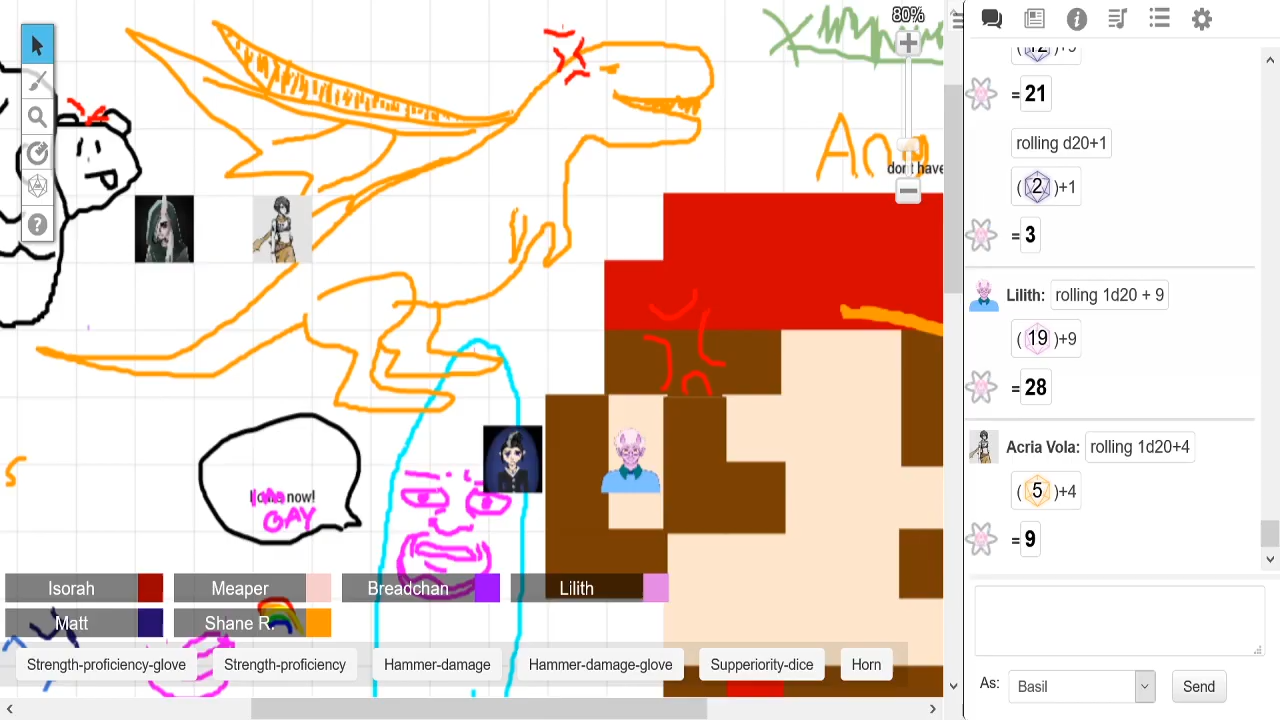 80%
dont have
I'm now!
GAY
)+9
= 21
rolling d20+1
(2)+1
= 3
Lilith: rolling 1d20 + 9
(19)+9
= 28
Acria Vola: rolling 1d20+4
(5)+4
= 9
Isorah
Meaper
Breadchan
Lilith
Matt
Shane R.
Strength-proficiency-glove
Strength-proficiency
Hammer-damage
Hammer-damage-glove
Supperiority-dice
Horn
As:
Basil
Send